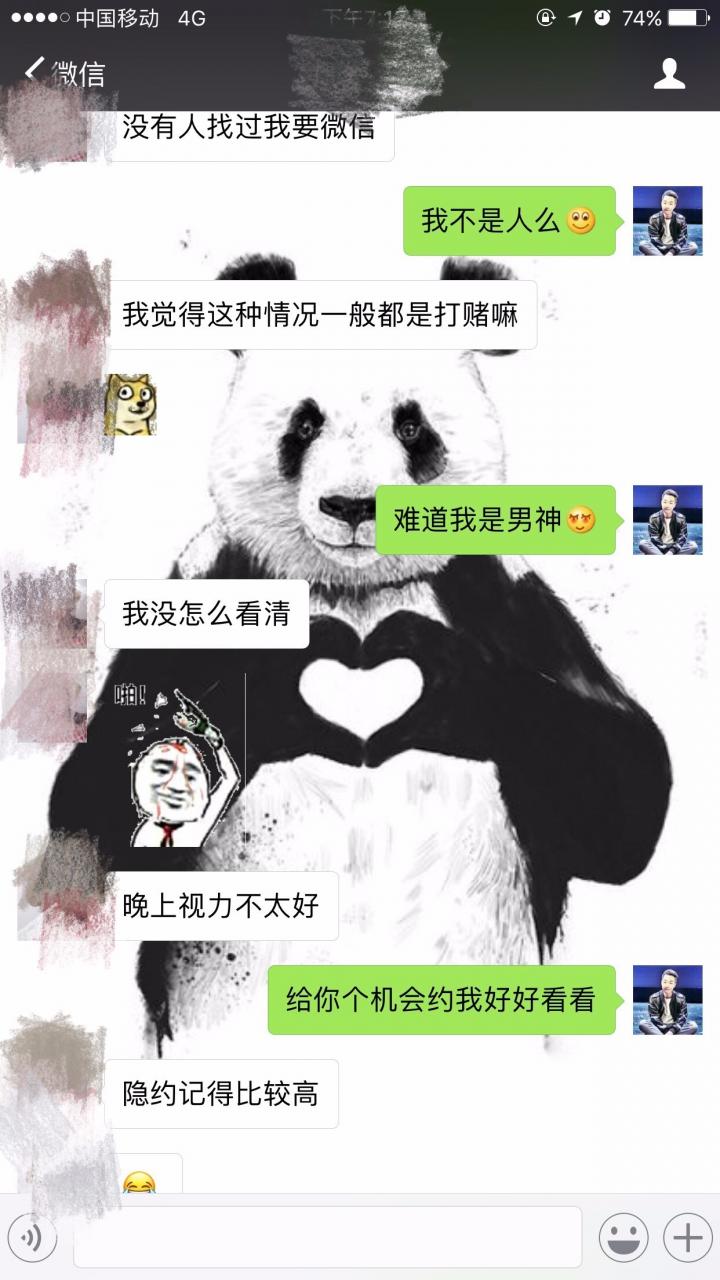 中国移动 4G 74%
微信
没有人找过我要微信
我不是人么
我觉得这种情况一般都是打赌嘛
难道我是男神
我没怎么看清
啪!
晚上视力不太好
给你个机会约我好好看看
隐约记得比较高